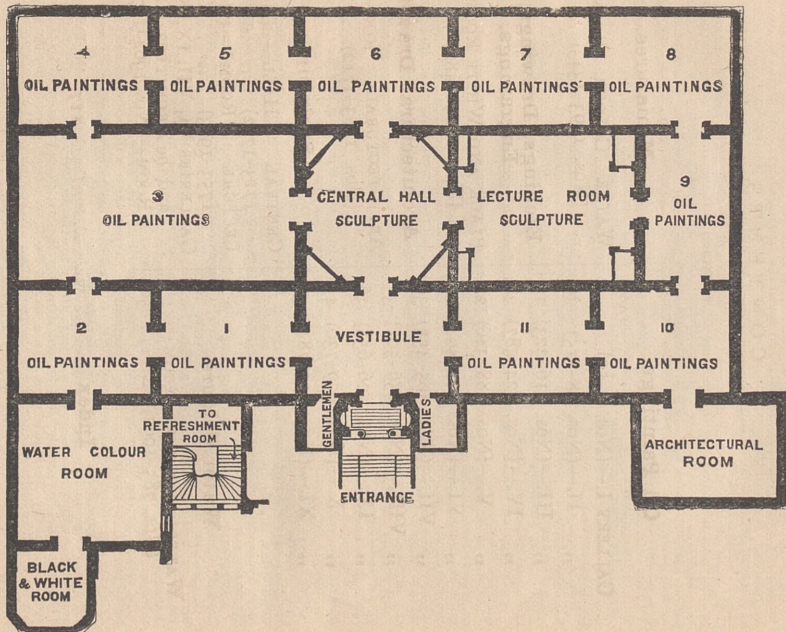 4
OIL PAINTINGS
5
OIL PAINTINGS
6
OIL PAINTINGS
7
OIL PAINTINGS
8
OIL PAINTINGS
3
OIL PAINTINGS
CENTRAL HALL
SCULPTURE
LECTURE ROOM
SCULPTURE
9
OIL
PAINTINGS
2
OIL PAINTINGS
1
OIL PAINTINGS
VESTIBULE
11
OIL PAINTINGS
10
OIL PAINTINGS
WATER COLOUR
ROOM
TO
REFRESHMENT
ROOM
GENTLEMEN
LADIES
ENTRANCE
ARCHITECTURAL
ROOM
BLACK
& WHITE
ROOM